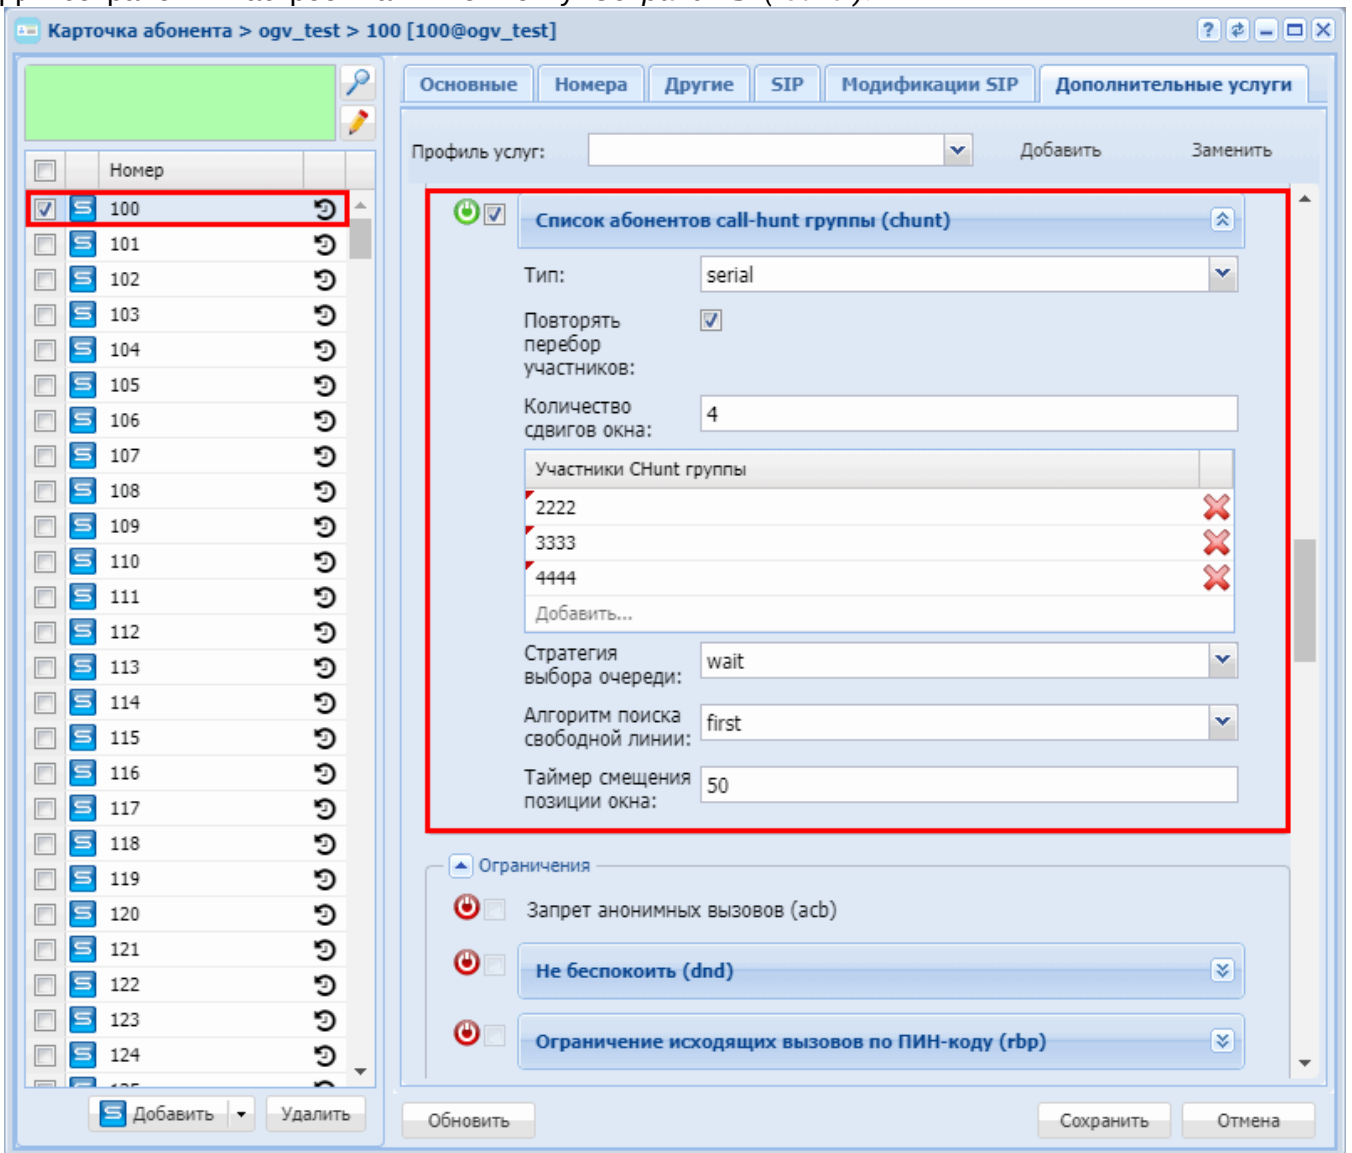 Карточка абонента > ogv_test > 100 [100@ogv_test]
Основные Номера Другие SIP Модификации SIP Дополнительные услуги
Профиль услуг: Добавить Заменить
Номер
100
101
102
103
104
105
106
107
108
109
110
111
112
113
114
115
116
117
118
119
120
121
122
123
124
Добавить Удалить
Список абонентов call-hunt группы (chunt)
Тип: serial
Повторять
перебор
участников:
Количество
сдвигов окна: 4
Участники CHunt группы
2222
3333
4444
Добавить...
Стратегия
выбора очереди: wait
Алгоритм поиска
свободной линии: first
Таймер смещения
позиции окна: 50
Ограничения
Запрет анонимных вызовов (acb)
Не беспокоить (dnd)
Ограничение исходящих вызовов по ПИН-коду (rbp)
Обновить Сохранить Отмена